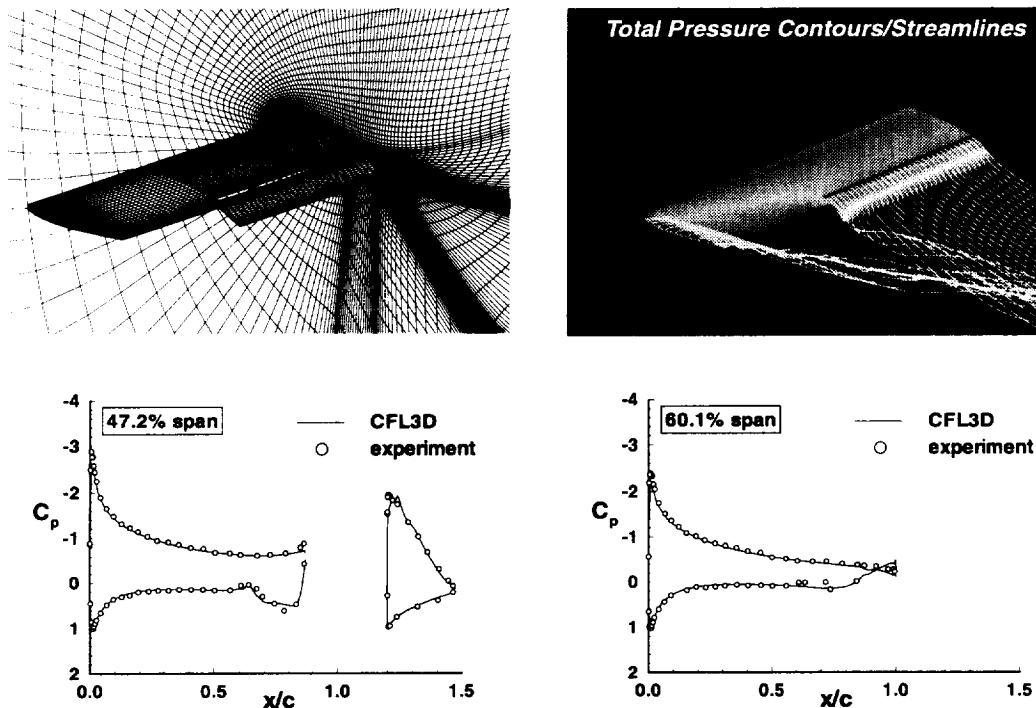 Total Pressure Contours/Streamlines
-4
-3
-2
-1
0
1
2
Cp
47.2% span
CFL3D
experiment
0.0
0.5
1.0
1.5
x/c
-4
-3
-2
-1
0
1
2
Cp
60.1% span
CFL3D
experiment
0.0
0.5
1.0
1.5
x/c